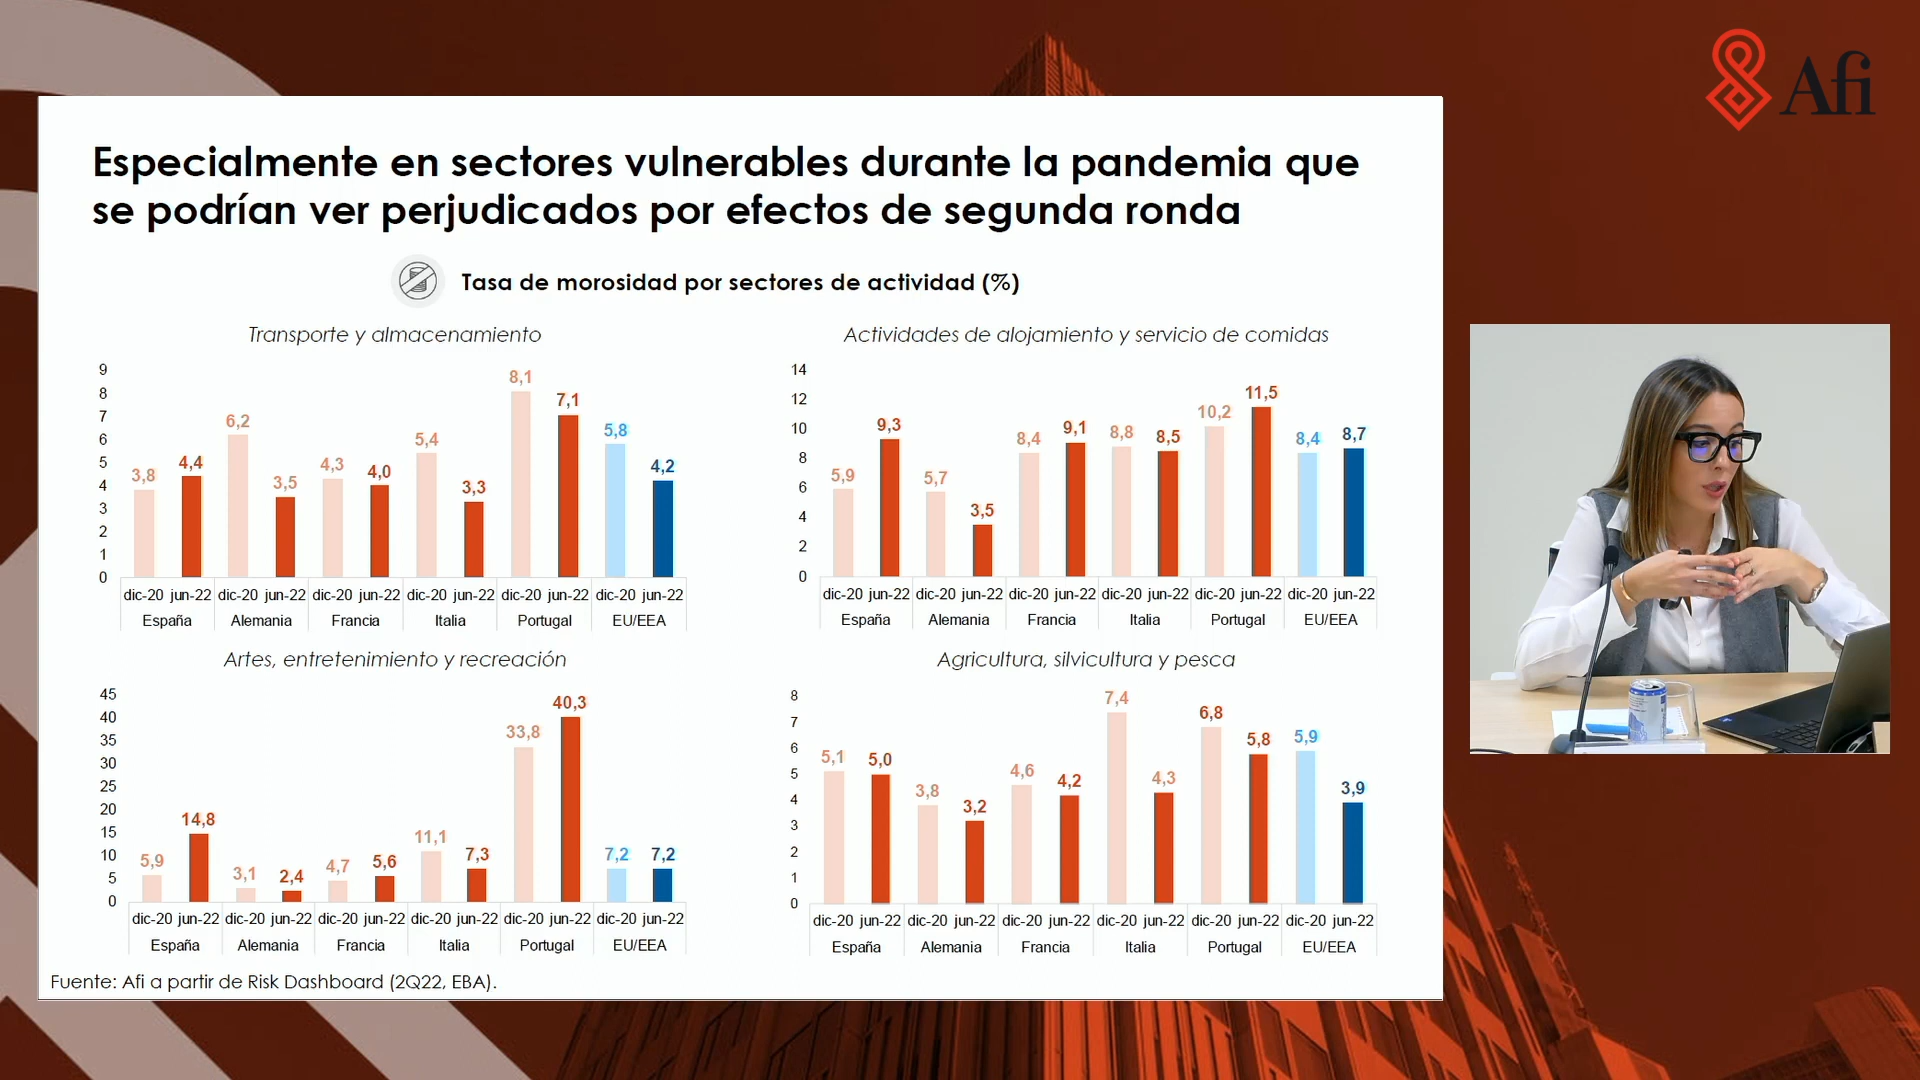 Afi
Especialmente en sectores vulnerables durante la pandemia que
se podrían ver perjudicados por efectos de segunda ronda
Tasa de morosidad por sectores de actividad (%)
Transporte y almacenamiento
9
8
7
6
5
4
3
2
1
0
3,8 4,4 6,2 3,5 4,3 4,0 5,4 3,3 8,1 7,1 5,8 4,2
dic-20 jun-22 dic-20 jun-22 dic-20 jun-22 dic-20 jun-22 dic-20 jun-22 dic-20 jun-22
España Alemania Francia Italia Portugal EU/EEA
Actividades de alojamiento y servicio de comidas
14
12
10
8
6
4
2
0
5,9 9,3 5,7 3,5 8,4 9,1 8,8 8,5 10,2 11,5 8,4 8,7
dic-20 jun-22 dic-20 jun-22 dic-20 jun-22 dic-20 jun-22 dic-20 jun-22 dic-20 jun-22
España Alemania Francia Italia Portugal EU/EEA
Artes, entretenimiento y recreación
45
40
35
30
25
20
15
10
5
0
5,9 14,8 3,1 2,4 4,7 5,6 11,1 7,3 33,8 40,3 7,2 7,2
dic-20 jun-22 dic-20 jun-22 dic-20 jun-22 dic-20 jun-22 dic-20 jun-22 dic-20 jun-22
España Alemania Francia Italia Portugal EU/EEA
Agricultura, silvicultura y pesca
8
7
6
5
4
3
2
1
0
5,1 5,0 3,8 3,2 4,6 4,2 7,4 4,3 6,8 5,8 5,9 3,9
dic-20 jun-22 dic-20 jun-22 dic-20 jun-22 dic-20 jun-22 dic-20 jun-22 dic-20 jun-22
España Alemania Francia Italia Portugal EU/EEA
Fuente: Afi a partir de Risk Dashboard (2Q22, EBA).